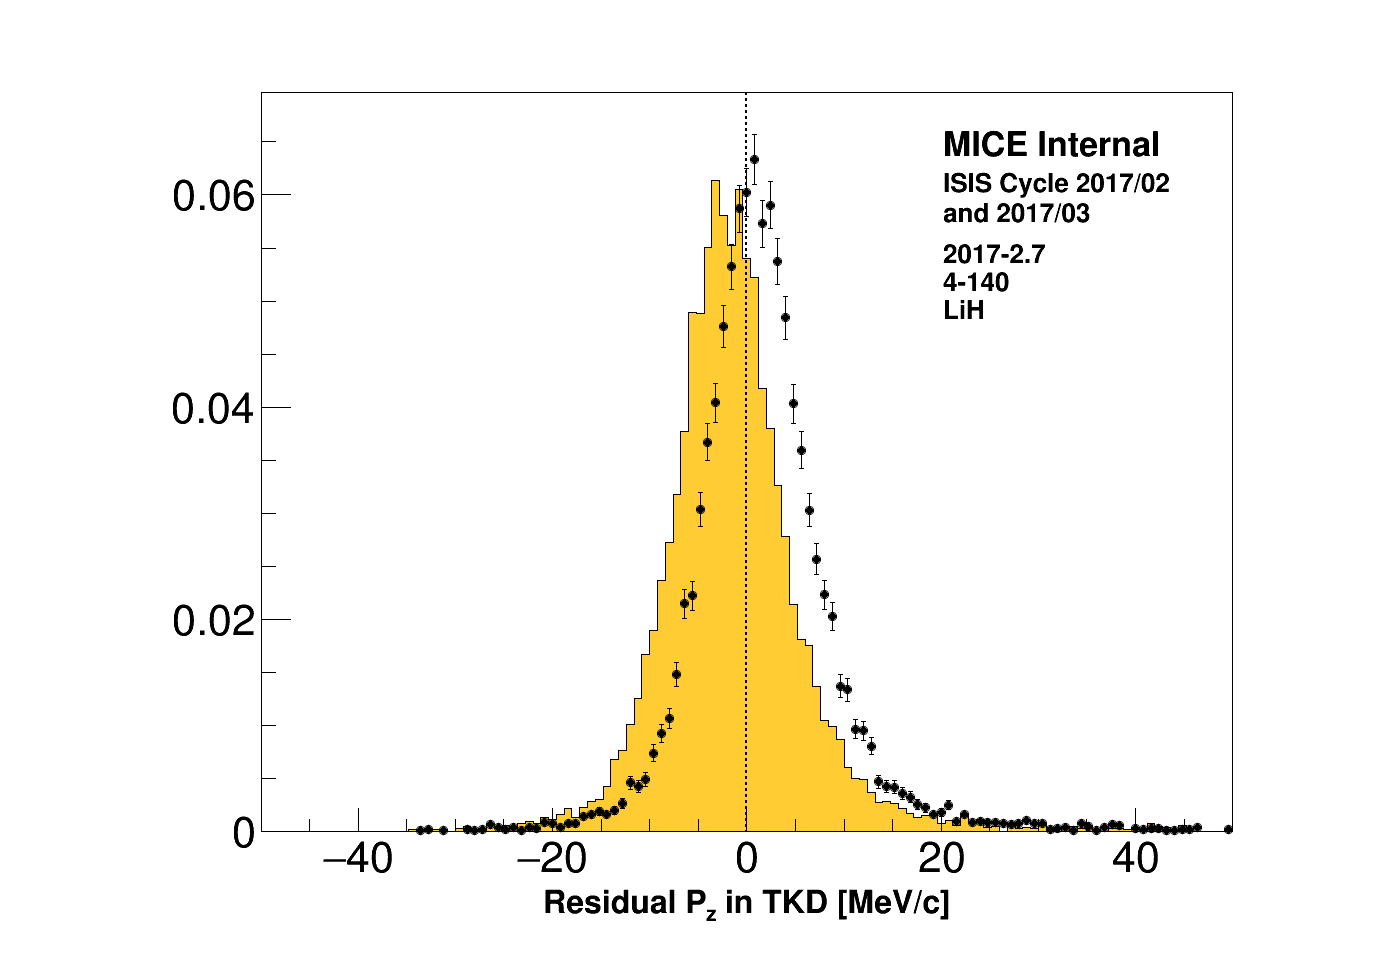 MICE Internal
ISIS Cycle 2017/02
and 2017/03
2017-2.7
4-140
LiH
0.06
0.04
0.02
0
−40 −20 0 20 40
Residual Pz in TKD [MeV/c]